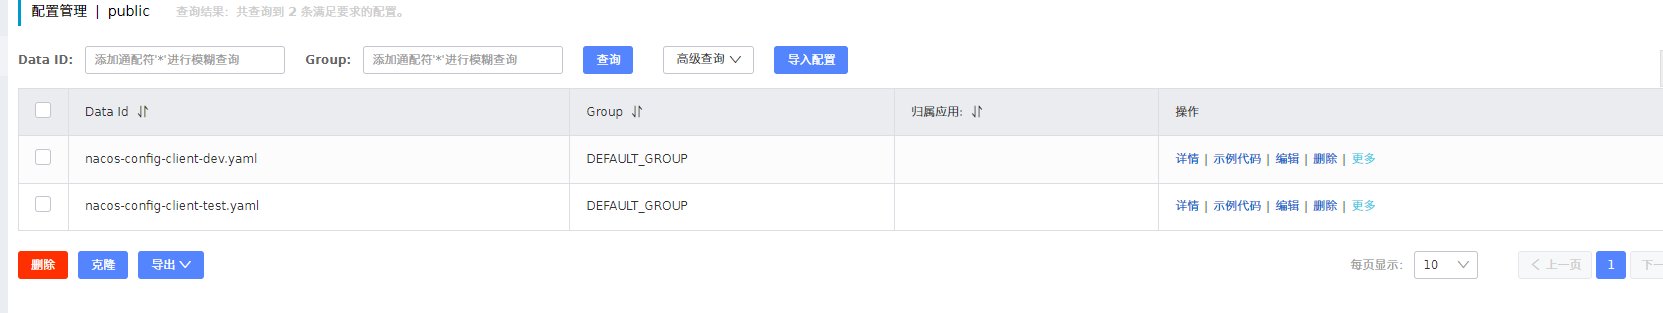 配置管理 | public 查询结果：共查询到 2 条满足要求的配置。
Data ID: 添加通配符'*'进行模糊查询 Group: 添加通配符'*'进行模糊查询 查询 高级查询 导入配置
Data Id Group 归属应用: 操作
nacos-config-client-dev.yaml DEFAULT_GROUP 详情 | 示例代码 | 编辑 | 删除 | 更多
nacos-config-client-test.yaml DEFAULT_GROUP 详情 | 示例代码 | 编辑 | 删除 | 更多
删除 克隆 导出 每页显示: 10 上一页 1 下一